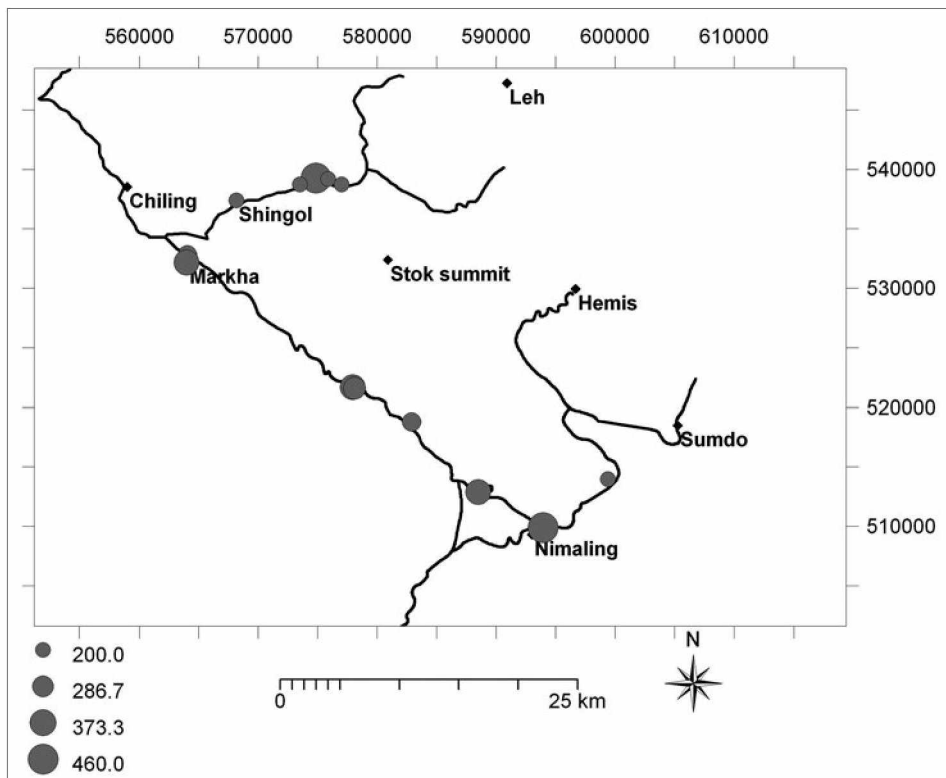 560000 570000 580000 590000 600000 610000
Leh
540000
Chiling
Shingol
Markha
Stok summit
530000
Hemis
520000
Sumdo
510000
Nimaling
200.0
286.7
373.3
460.0
0 25 km
N